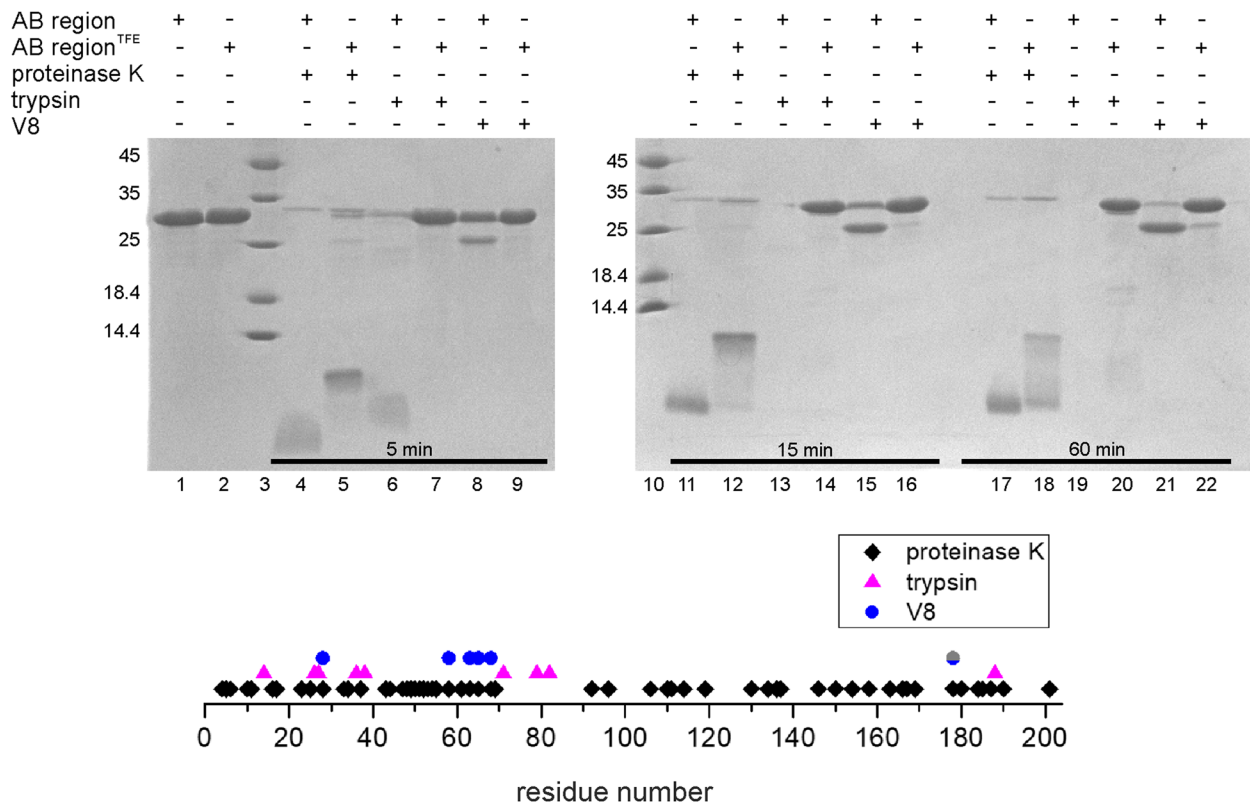 AB region + - + - + - + - + - + - + - + - + - + -
AB region^TFE - + - + - + - + - + - + - + - + - + - +
proteinase K - - + + - - - - + + - - - - + + - - - -
trypsin - - - - + + - - - - + + - - - - + + - -
V8 - - - - - - + + - - - - + + - - - - + +
45
35
25
18.4
14.4
5 min
1 2 3 4 5 6 7 8 9
45
35
25
18.4
14.4
15 min 60 min
10 11 12 13 14 15 16 17 18 19 20 21 22
proteinase K
trypsin
V8
0 20 40 60 80 100 120 140 160 180 200
residue number